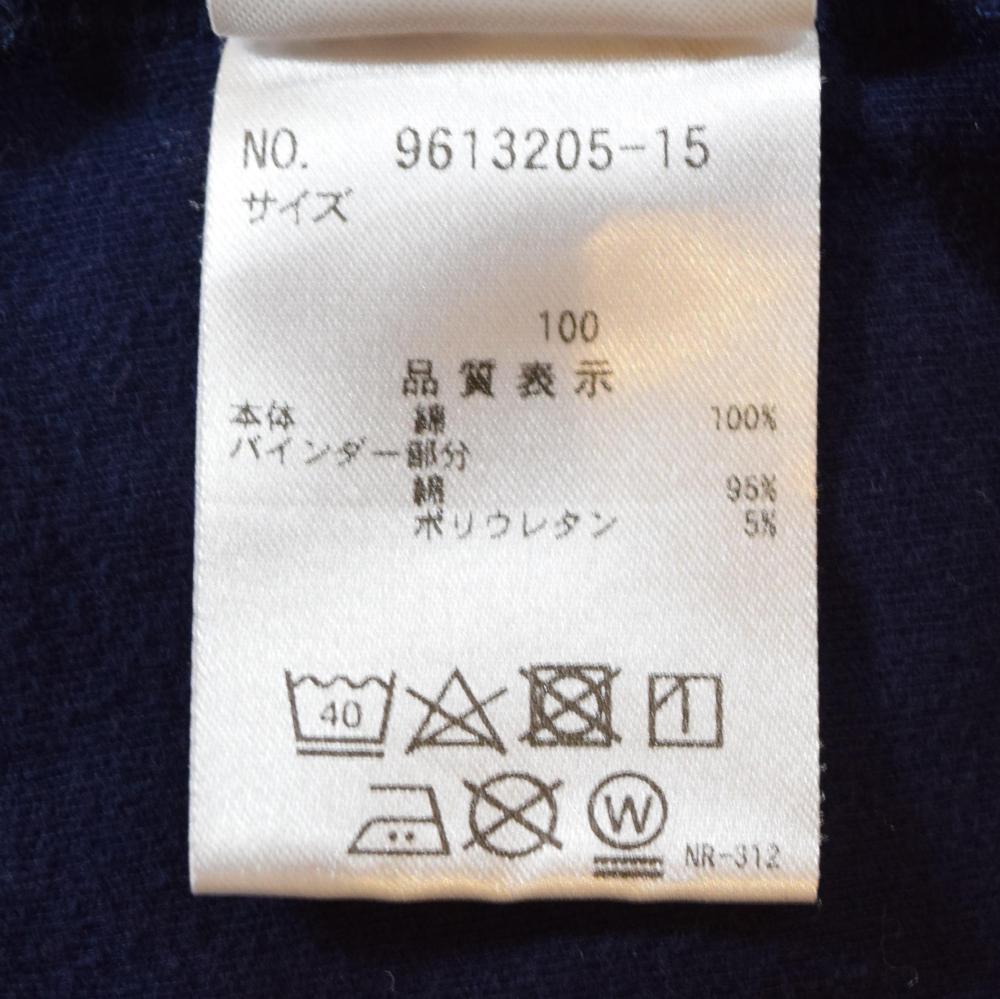 NO. 9613205-15
サイズ
100
品質表示
本体 綿 100%
バインダー部分
綿 95%
ポリウレタン 5%
40
W
NR-312